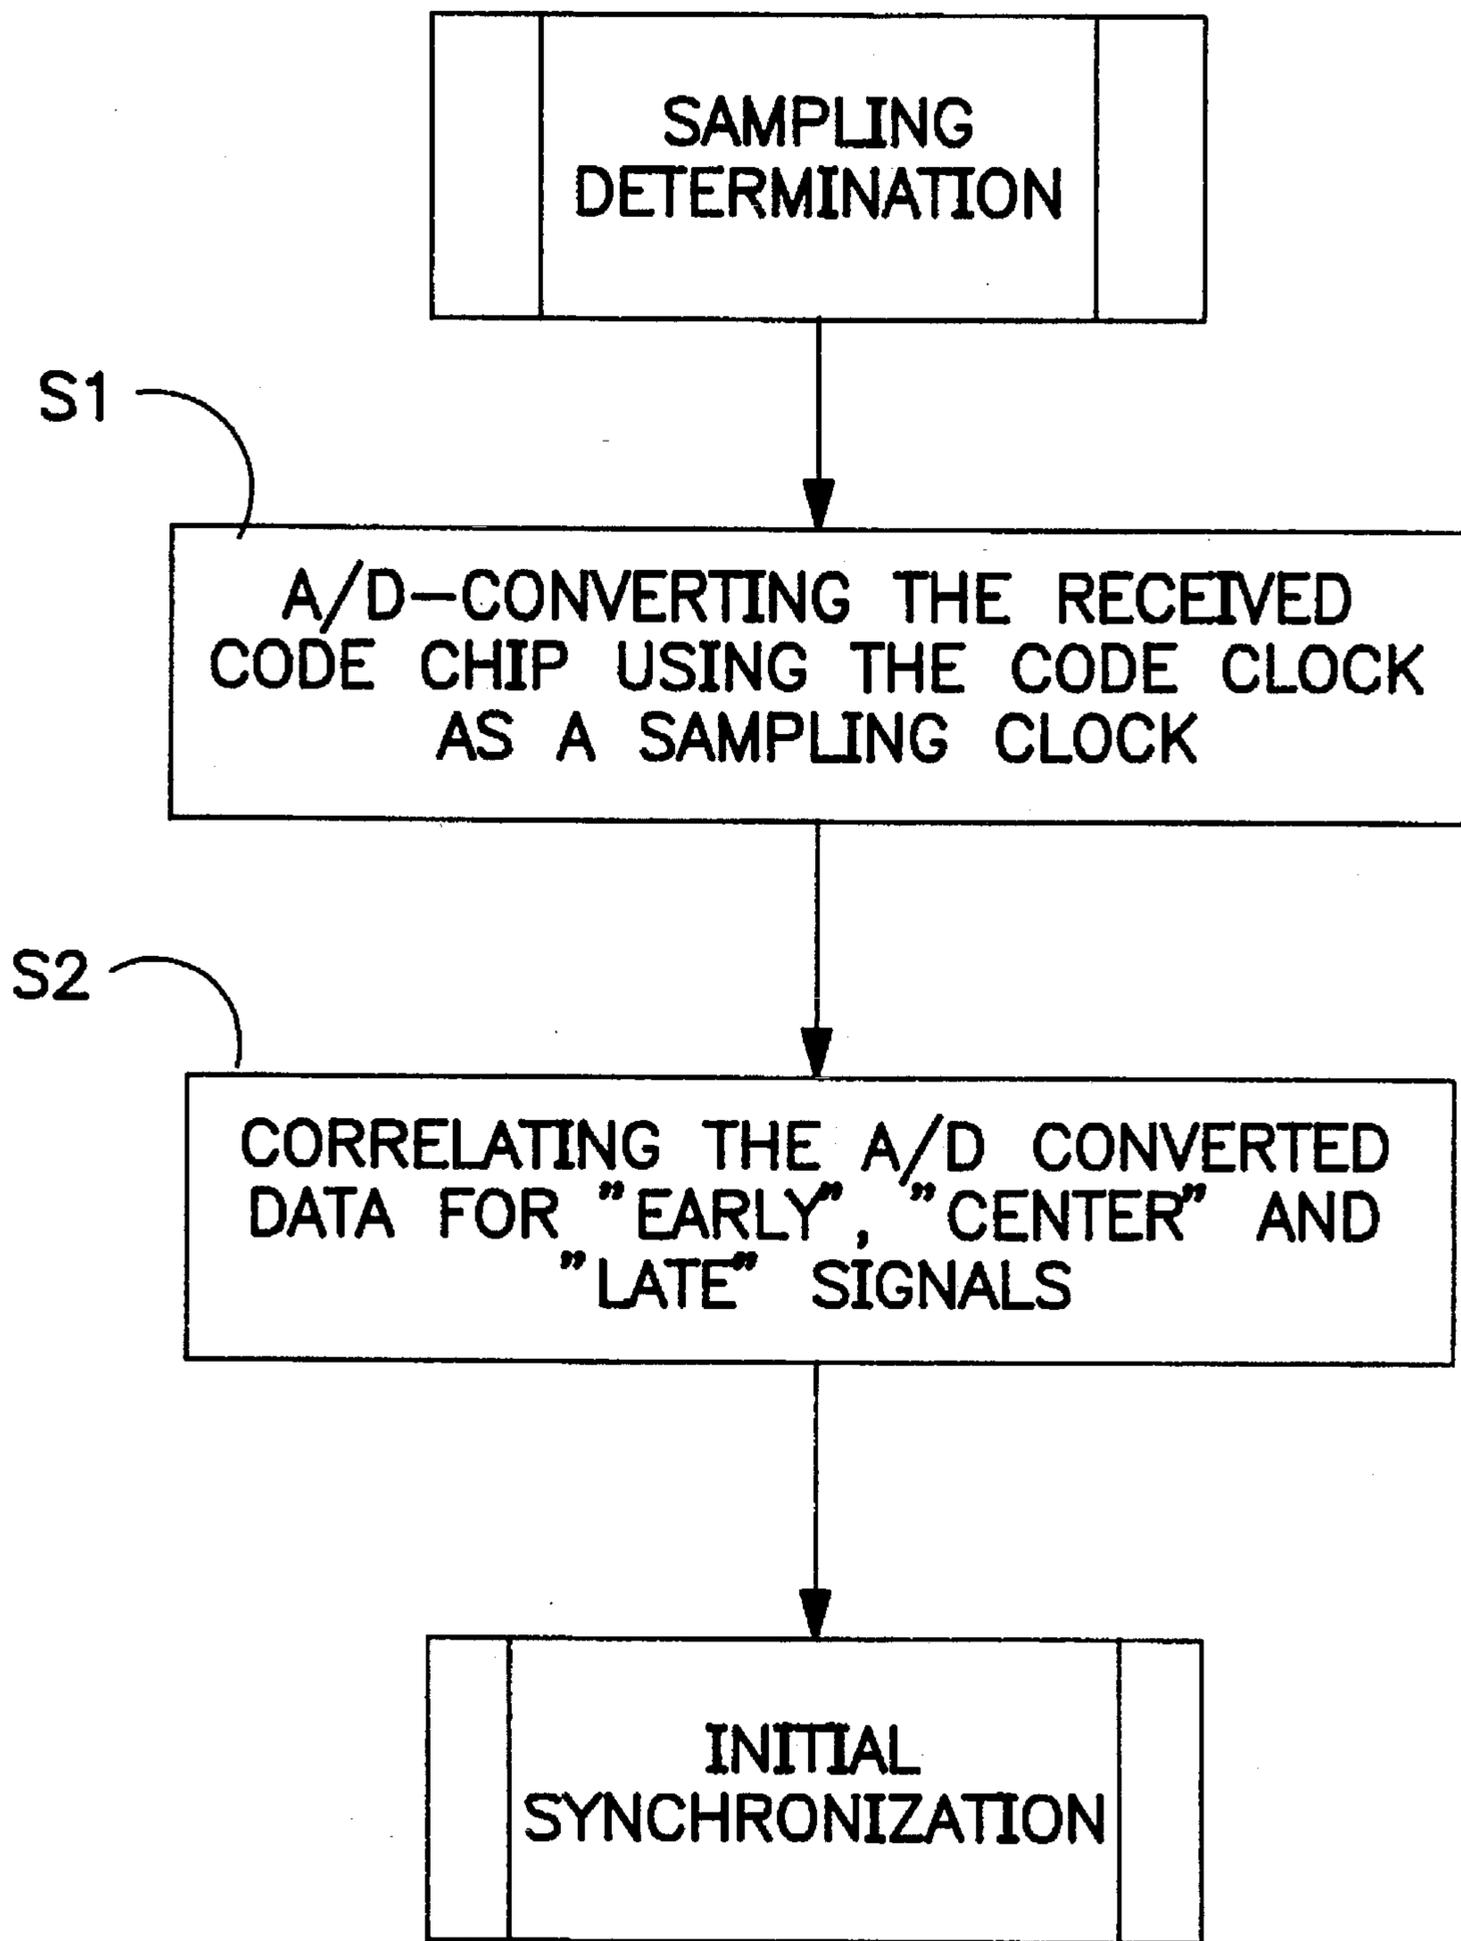 SAMPLING
DETERMINATION
S1
A/D-CONVERTING THE RECEIVED
CODE CHIP USING THE CODE CLOCK
AS A SAMPLING CLOCK
S2
CORRELATING THE A/D CONVERTED
DATA FOR "EARLY", "CENTER" AND
"LATE" SIGNALS
INITIAL
SYNCHRONIZATION